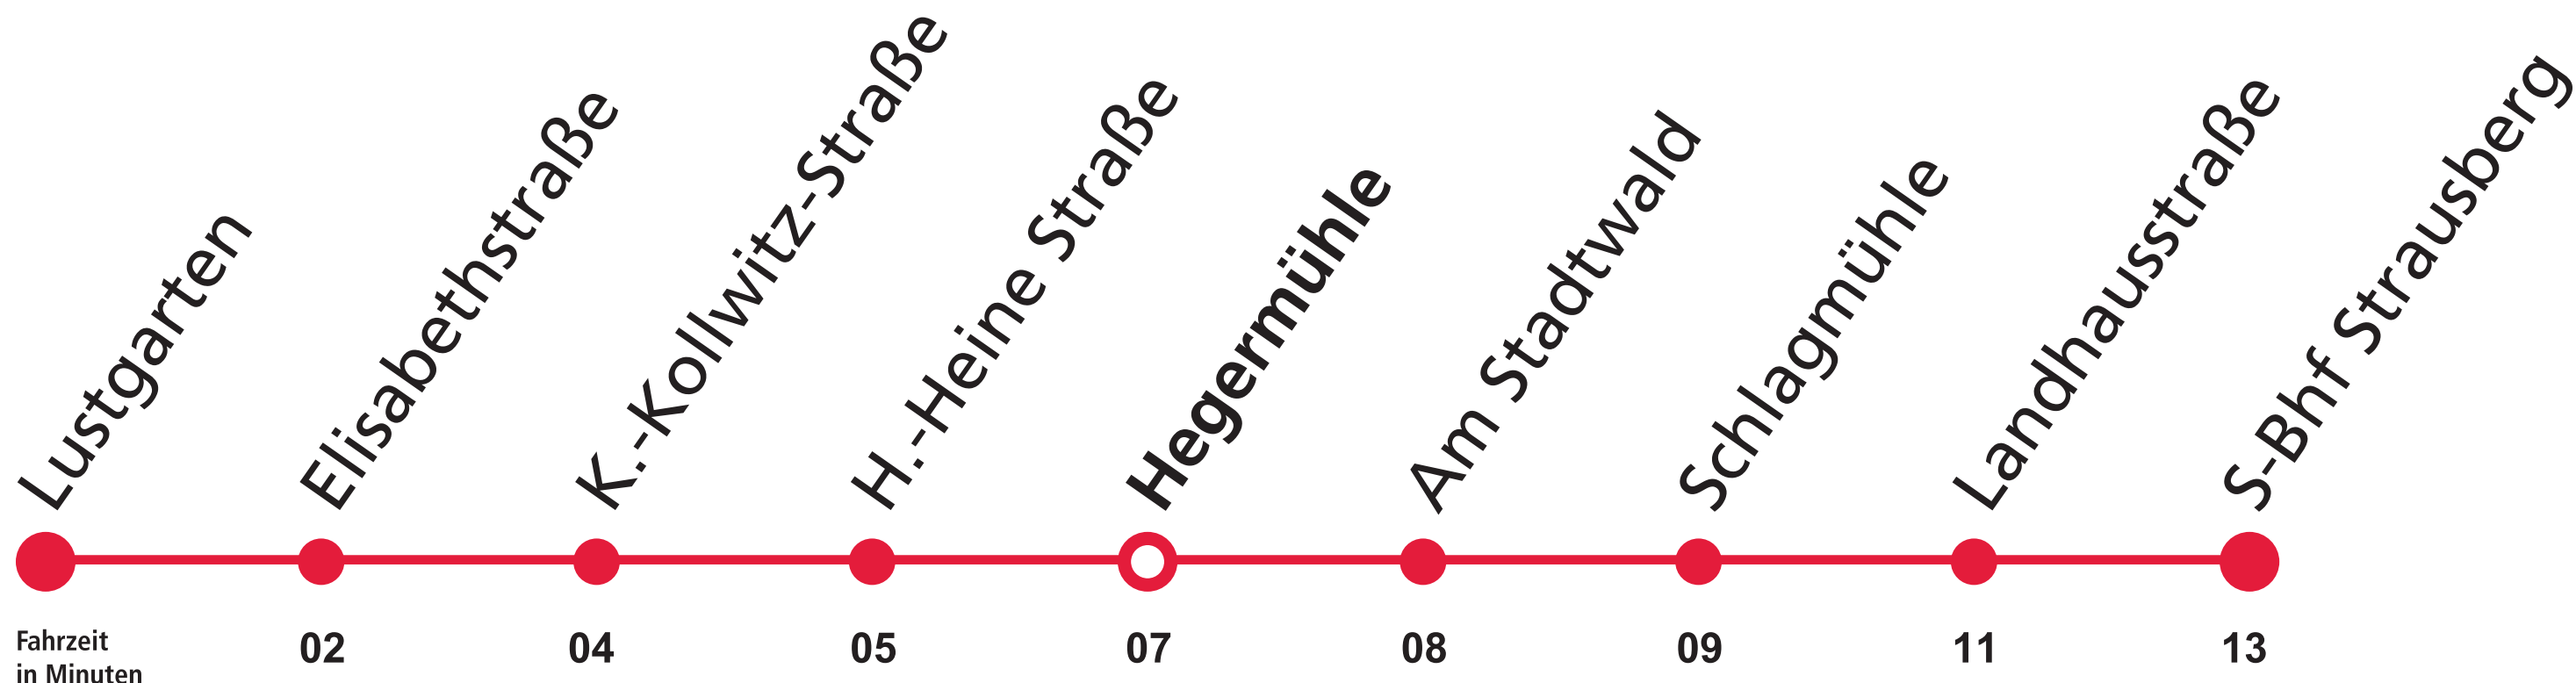 Lustgarten
Elisabethstraße
K.-Kollwitz-Straße
H.-Heine Straße
Hegermühle
Am Stadtwald
Schlagmühle
Landhausstraße
S-Bhf Strausberg
Fahrzeit
in Minuten
02
04
05
07
08
09
11
13